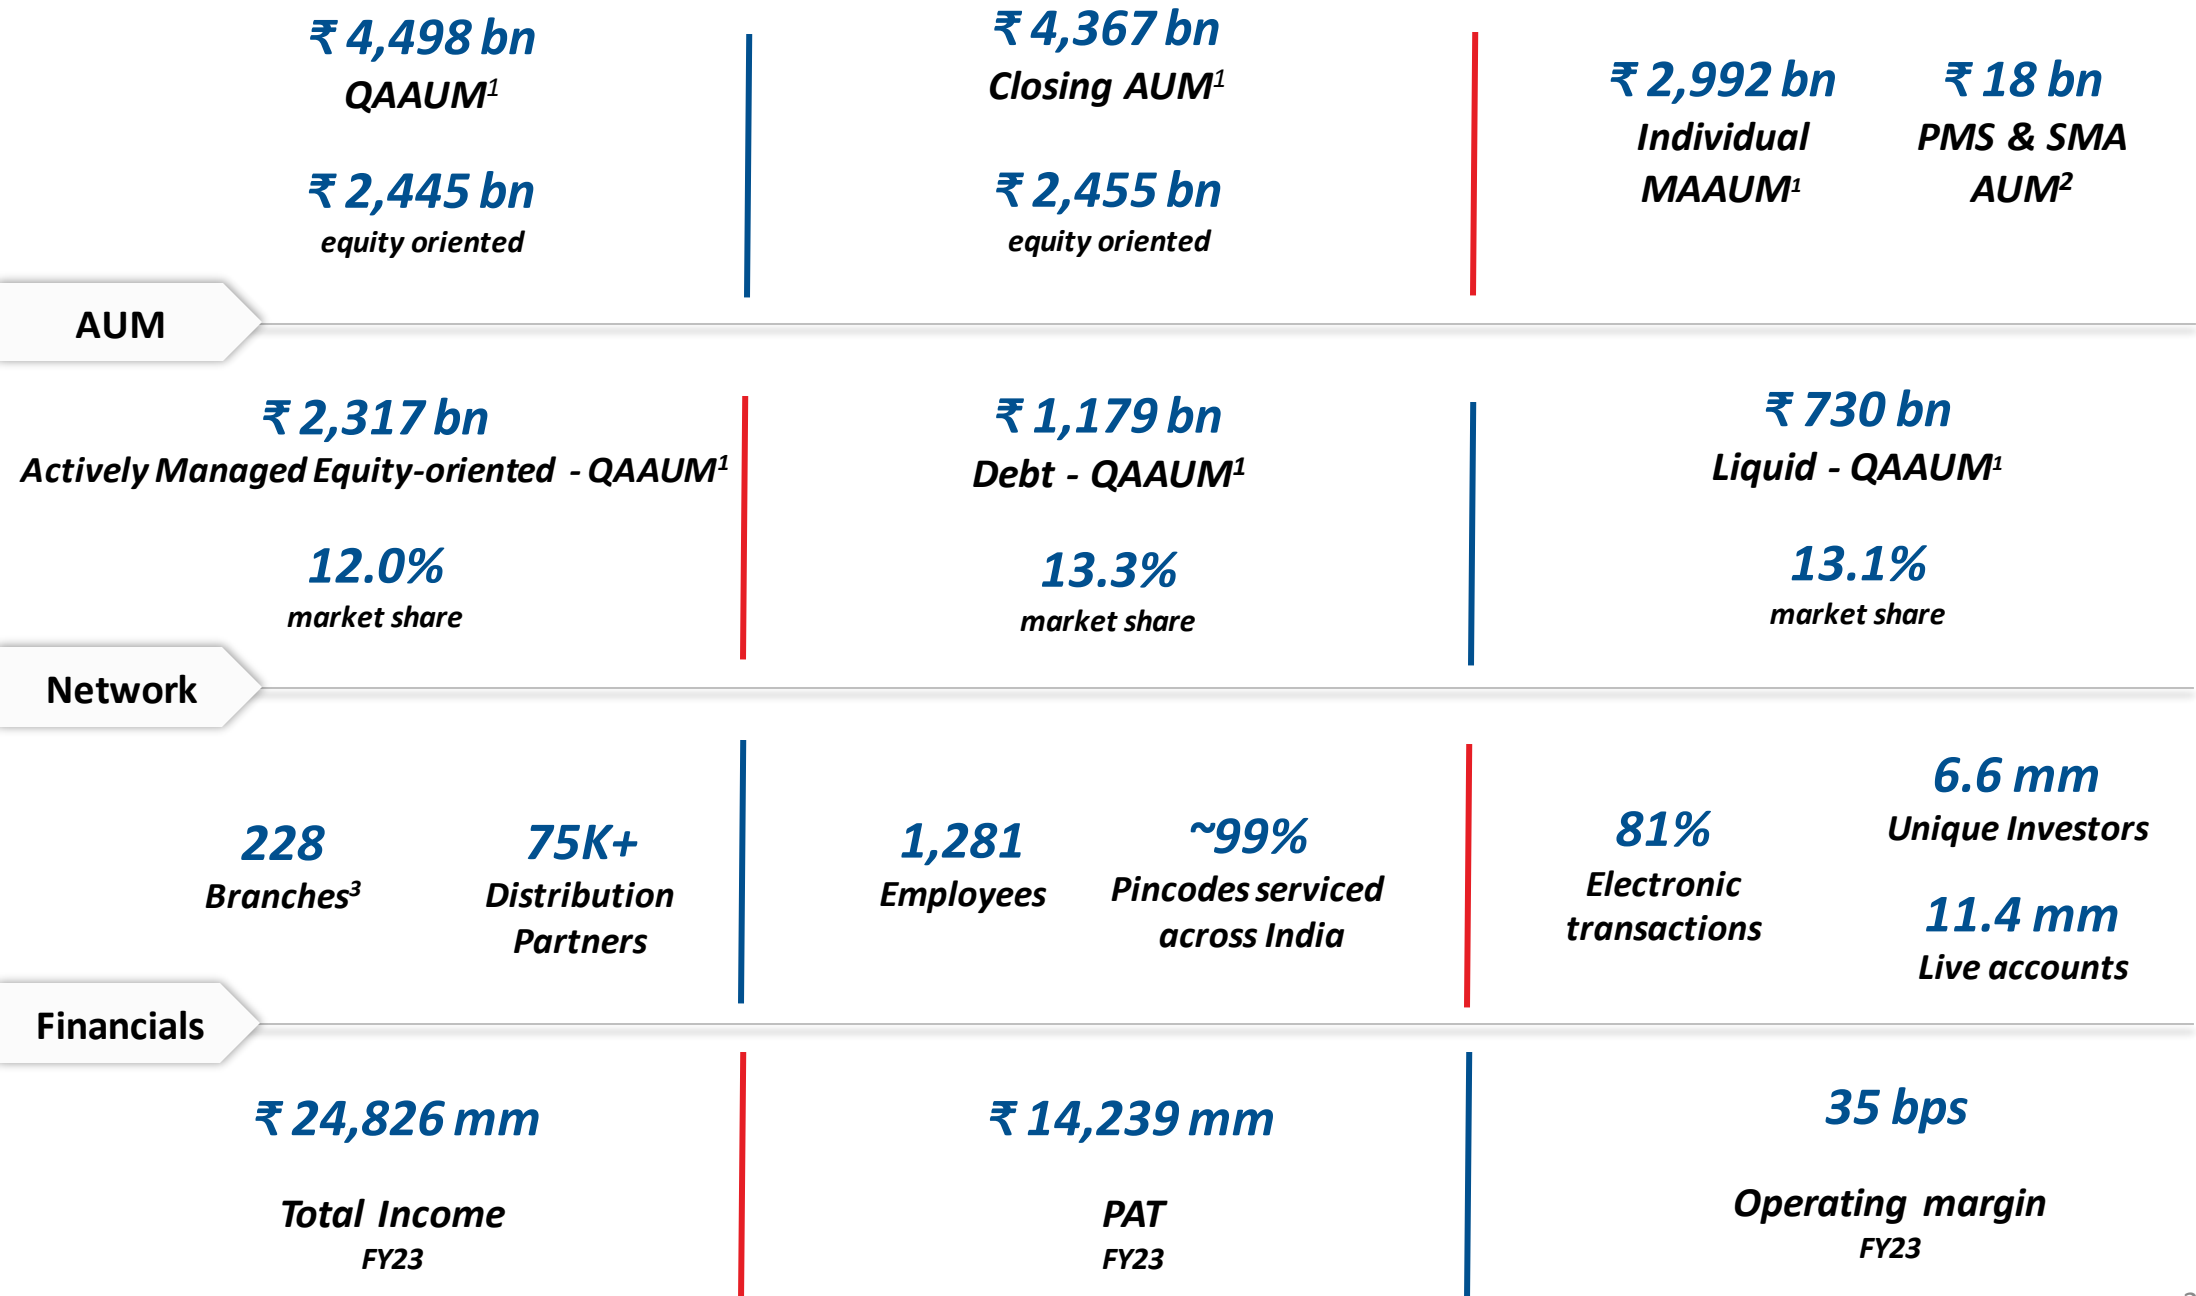 ₹ 4,498 bn
QAAUM1
₹ 2,445 bn
equity oriented
₹ 4,367 bn
Closing AUM1
₹ 2,455 bn
equity oriented
₹ 2,992 bn
Individual
MAAUM1
₹ 18 bn
PMS & SMA
AUM2
AUM
₹ 2,317 bn
Actively Managed Equity-oriented - QAAUM1
12.0%
market share
₹ 1,179 bn
Debt - QAAUM1
13.3%
market share
₹ 730 bn
Liquid - QAAUM1
13.1%
market share
Network
228
Branches3
75K+
Distribution
Partners
1,281
Employees
~99%
Pincodes serviced
across India
81%
Electronic
transactions
6.6 mm
Unique Investors
11.4 mm
Live accounts
Financials
₹ 24,826 mm
Total Income
FY23
₹ 14,239 mm
PAT
FY23
35 bps
Operating margin
FY23